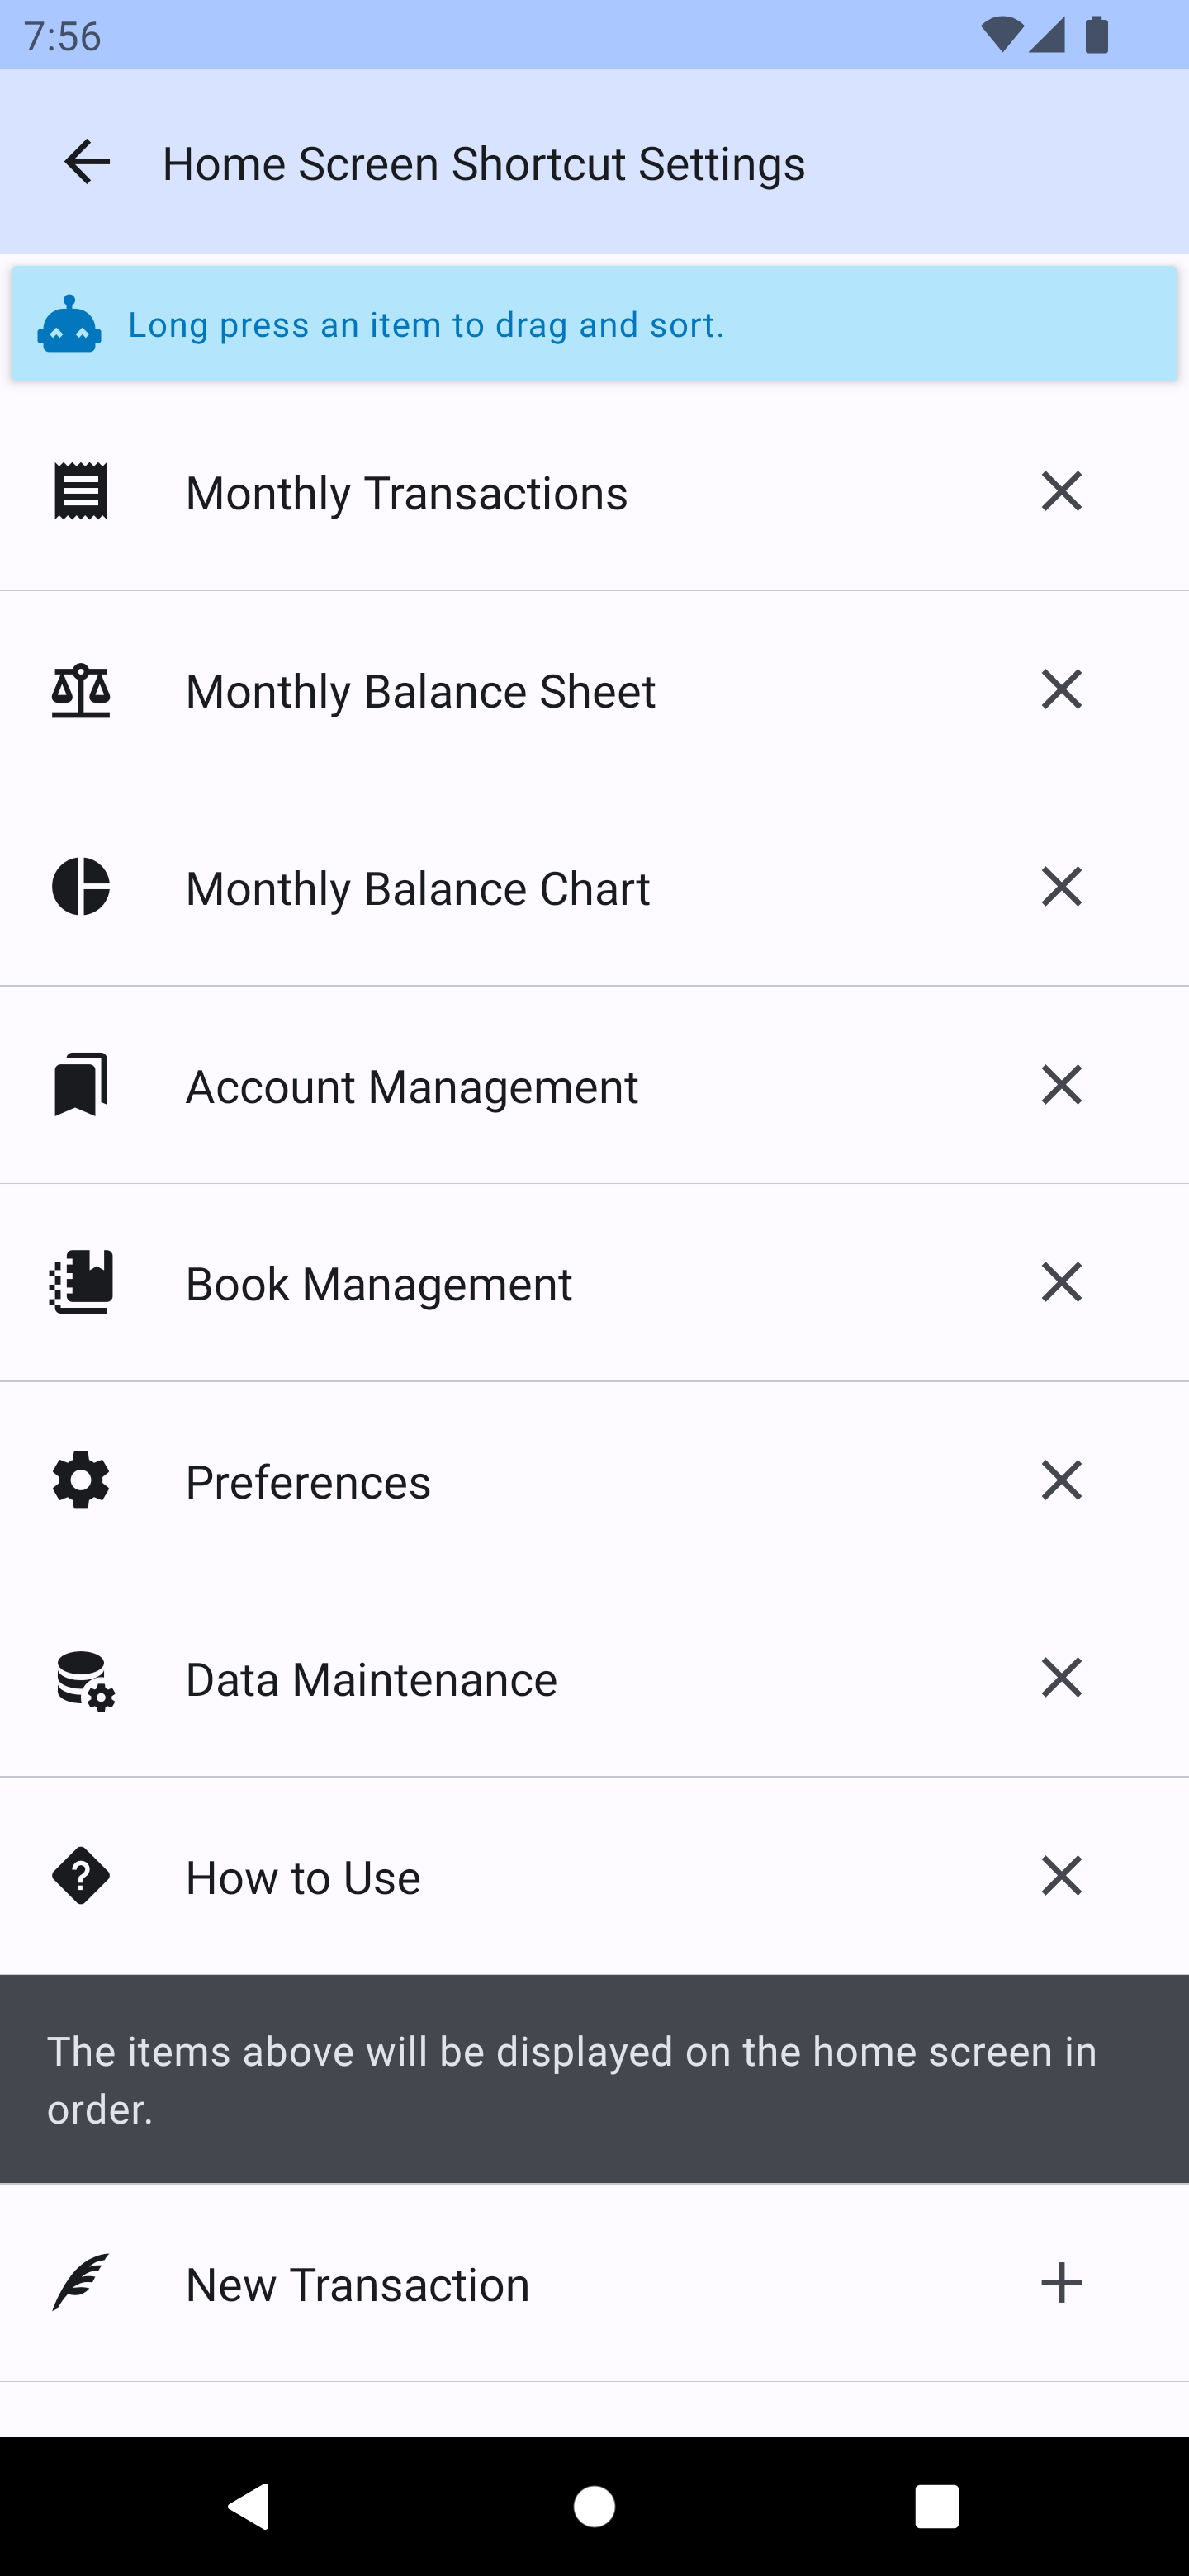 7:56
Home Screen Shortcut Settings
Long press an item to drag and sort.
Monthly Transactions
Monthly Balance Sheet
Monthly Balance Chart
Account Management
Book Management
Preferences
Data Maintenance
How to Use
The items above will be displayed on the home screen in
order.
New Transaction